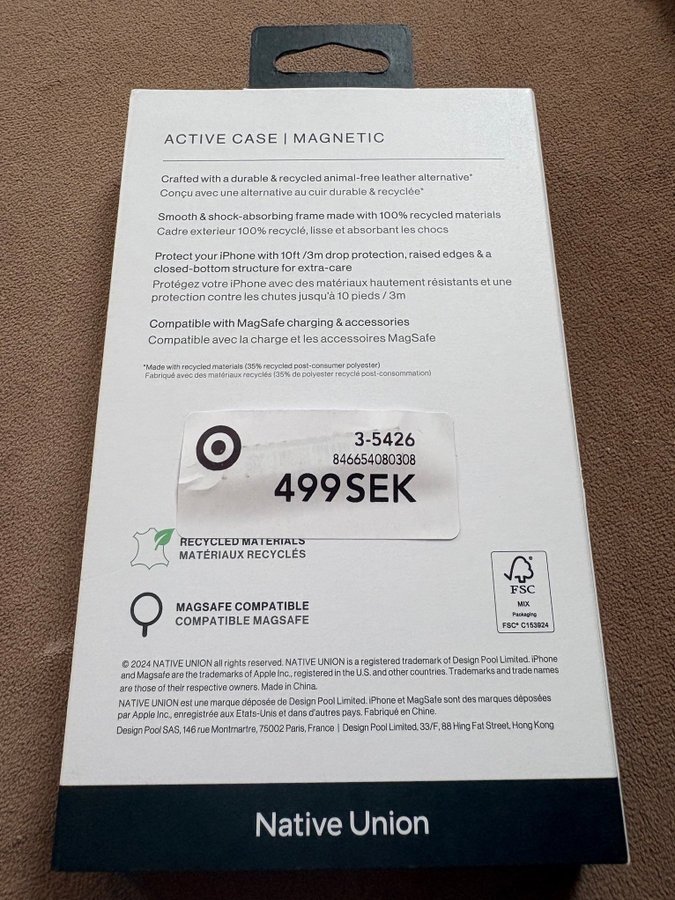 ACTIVE CASE | MAGNETIC
Crafted with a durable & recycled animal-free leather alternative*
Conçu avec une alternative au cuir durable & recyclée*
Smooth & shock-absorbing frame made with 100% recycled materials
Cadre exterieur 100% recyclé, lisse et absorbant les chocs
Protect your iPhone with 10ft /3m drop protection, raised edges & a
closed-bottom structure for extra-care
Protégez votre iPhone avec des matériaux hautement résistants et une
protection contre les chutes jusqu'à 10 pieds / 3m
Compatible with MagSafe charging & accessories
Compatible avec la charge et les accessoires MagSafe
*Made with recycled materials (35% recycled post-consumer polyester)
Fabriqué avec des matériaux recyclés (35% de polyester recyclé post-consommation)
3-5426
846654080308
499SEK
RECYCLED MATERIALS
MATÉRIAUX RECYCLÉS
MAGSAFE COMPATIBLE
COMPATIBLE MAGSAFE
FSC
MIX
Packaging
FSC® C153924
© 2024 NATIVE UNION all rights reserved. NATIVE UNION is a registered trademark of Design Pool Limited. iPhone
and Magsafe are the trademarks of Apple Inc., registered in the U.S. and other countries. Trademarks and trade names
are those of their respective owners. Made in China.
NATIVE UNION est une marque déposée de Design Pool Limited. iPhone et MagSafe sont des marques déposées
par Apple Inc., enregistrée aux Etats-Unis et dans d'autres pays. Fabriqué en Chine.
Design Pool SAS, 146 rue Montmartre, 75002 Paris, France | Design Pool Limited, 33/F, 88 Hing Fat Street, Hong Kong
Native Union